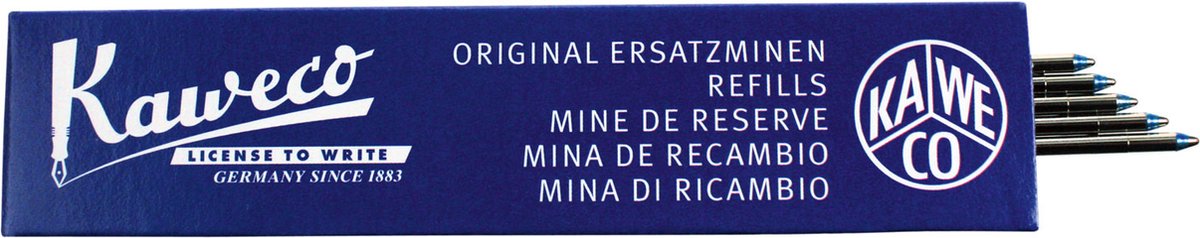 Kaweco
LICENSE TO WRITE
GERMANY SINCE 1883
ORIGINAL ERSATZMINEN
REFILLS
MINE DE RESERVE
MINA DE RECAMBIO
MINA DI RICAMBIO
KA WE
CO